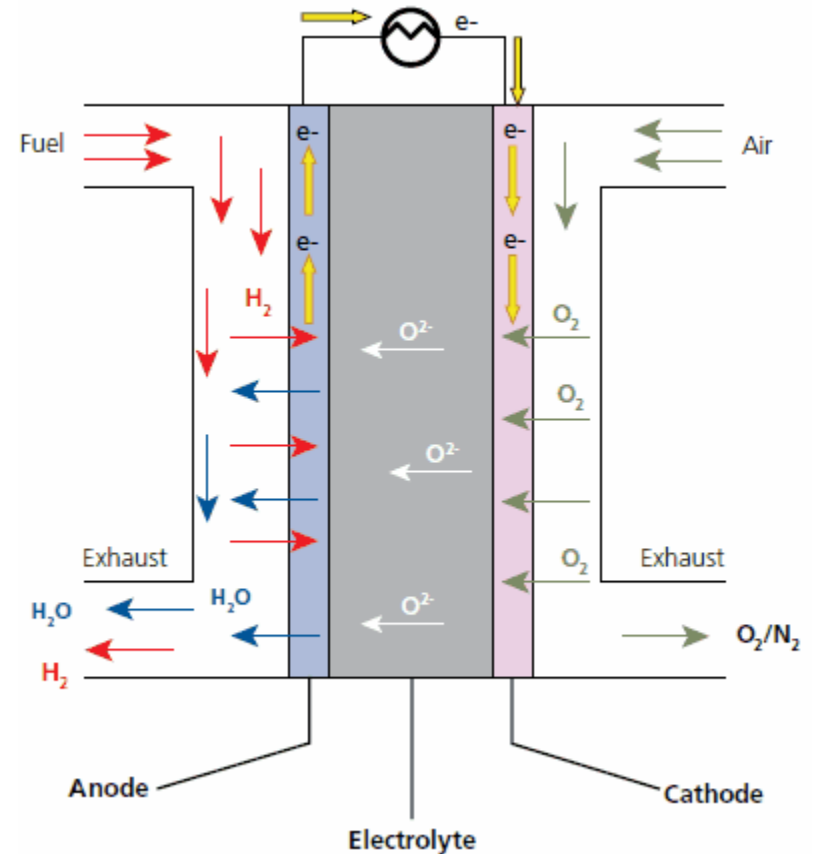 e-
e-
e-
Fuel
Air
e-
e-
H₂
O₂
O²⁻
O₂
O²⁻
Exhaust
O₂
Exhaust
H₂O
H₂O
O²⁻
O₂/N₂
H₂
Anode
Cathode
Electrolyte